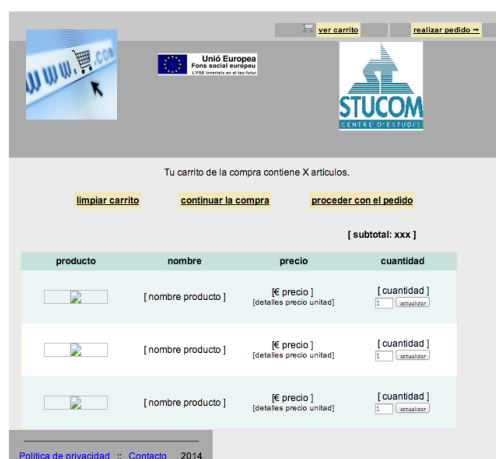 ver carrito
realizar pedido →
www.
.COM
Unió Europea
Fons social europeu
L'FSE inverteix en el teu futur
STUCOM
CENTRE D'ESTUDIS
Tu carrito de la compra contiene X artículos.
limpiar carrito
continuar la compra
proceder con el pedido
[ subtotal: xxx ]
producto nombre precio cuantidad
[ nombre producto ] [€ precio ] [ cuantidad ]
[detalles precio unitad] 1 actualizar
[ nombre producto ] [€ precio ] [ cuantidad ]
[detalles precio unitad] 1 actualizar
[ nombre producto ] [€ precio ] [ cuantidad ]
[detalles precio unitad] 1 actualizar
Política de privacidad :: Contacto 2014